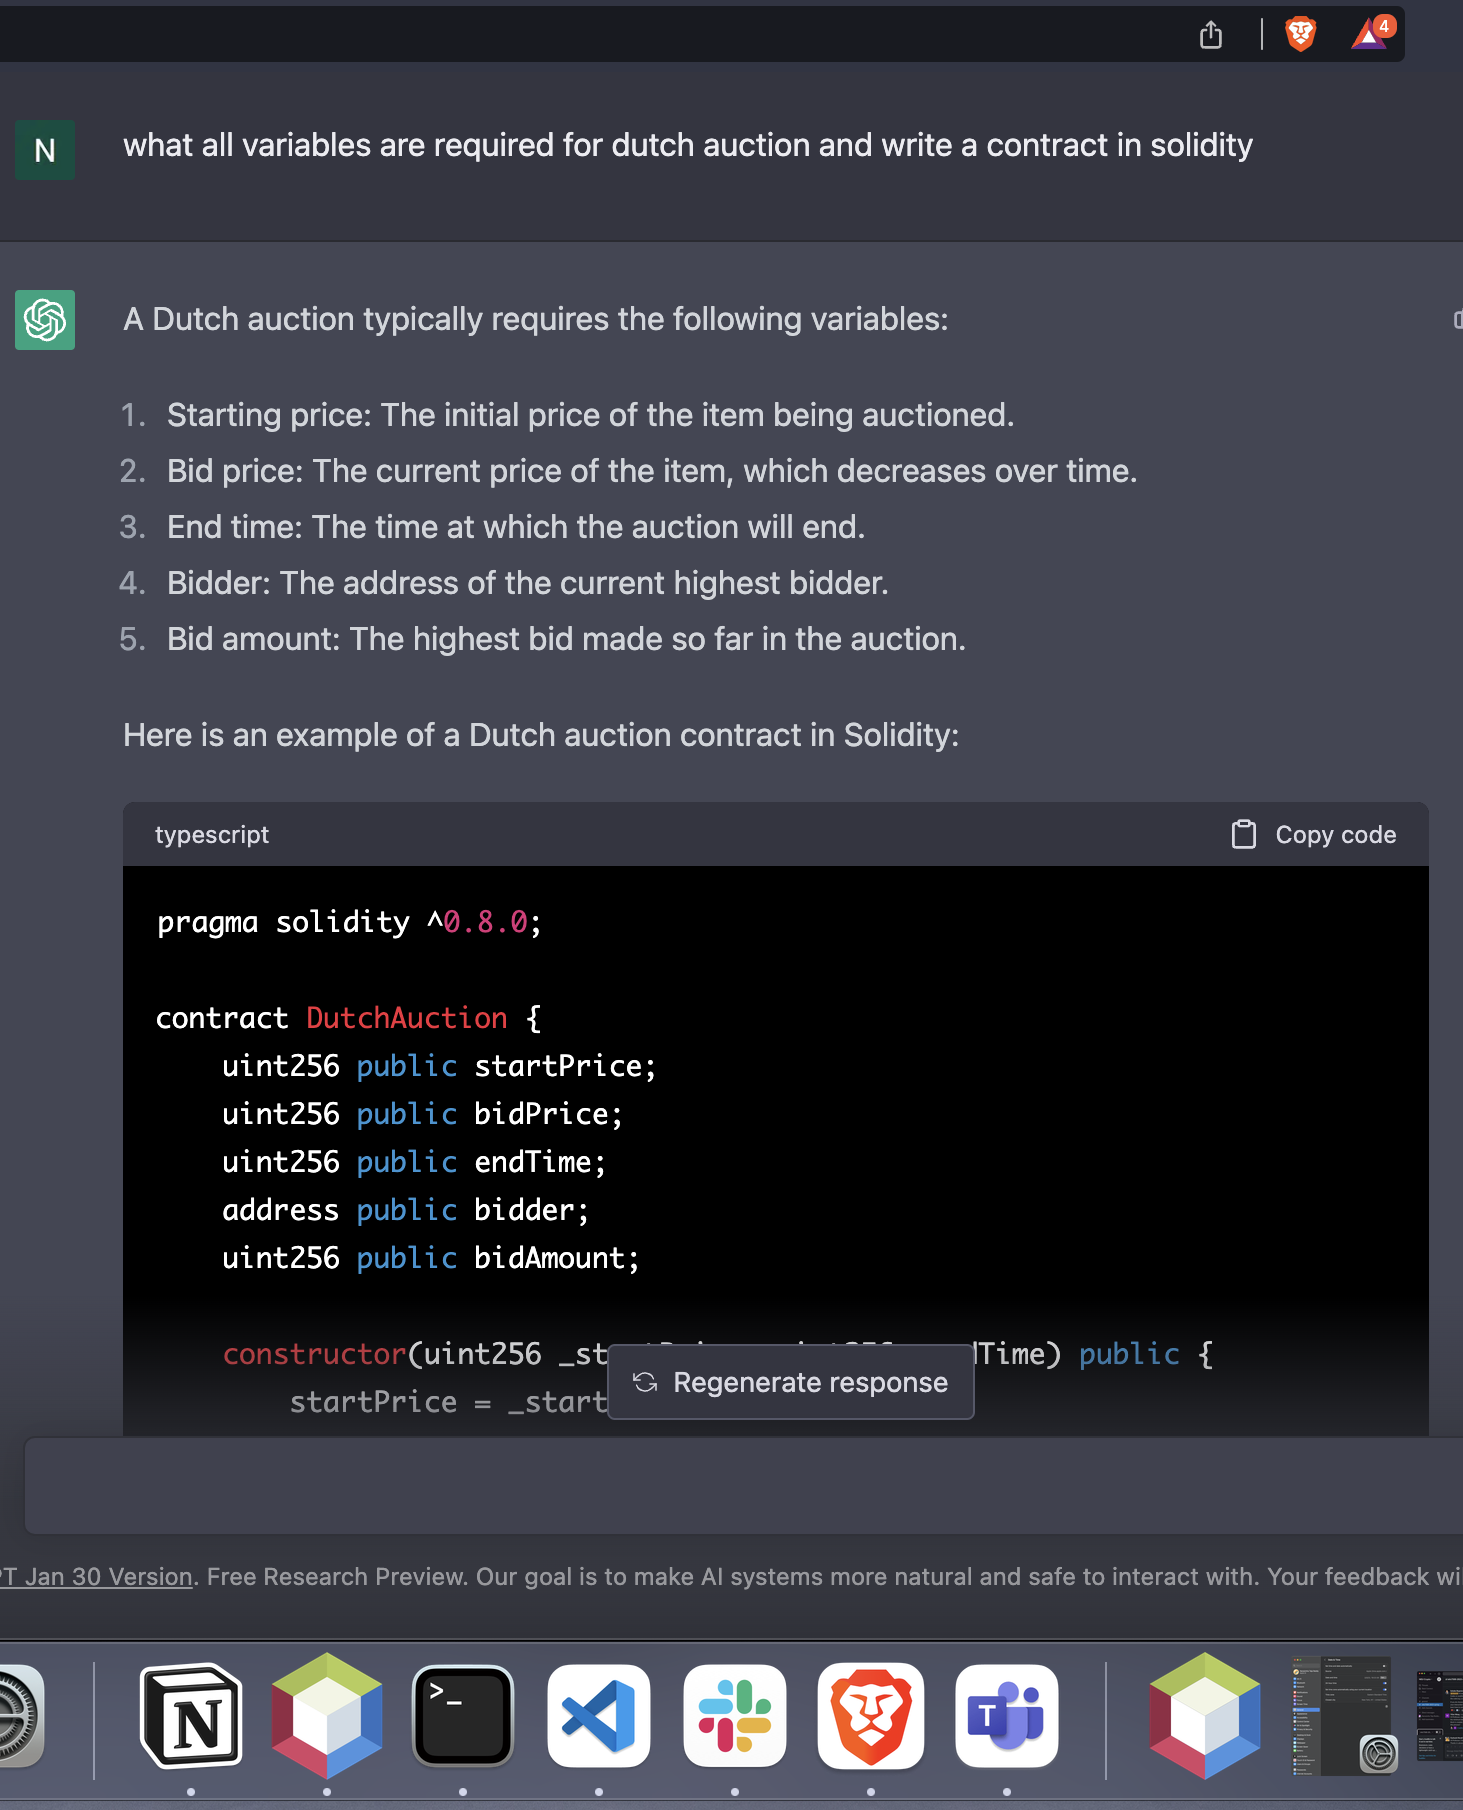 4
N
what all variables are required for dutch auction and write a contract in solidity
A Dutch auction typically requires the following variables:
1. Starting price: The initial price of the item being auctioned.
2. Bid price: The current price of the item, which decreases over time.
3. End time: The time at which the auction will end.
4. Bidder: The address of the current highest bidder.
5. Bid amount: The highest bid made so far in the auction.
Here is an example of a Dutch auction contract in Solidity:
typescript Copy code
pragma solidity ^0.8.0;
contract DutchAuction {
uint256 public startPrice;
uint256 public bidPrice;
uint256 public endTime;
address public bidder;
uint256 public bidAmount;
constructor(uint256 _st dTime) public {
startPrice = _start
Regenerate response
PT Jan 30 Version. Free Research Preview. Our goal is to make AI systems more natural and safe to interact with. Your feedback wi
N >_ T